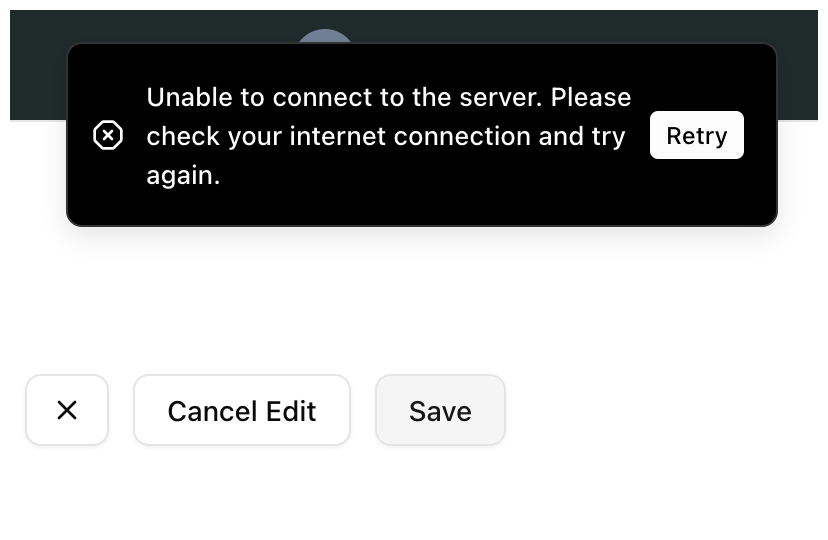 Unable to connect to the server. Please
check your internet connection and try
again.
Retry
Cancel Edit
Save